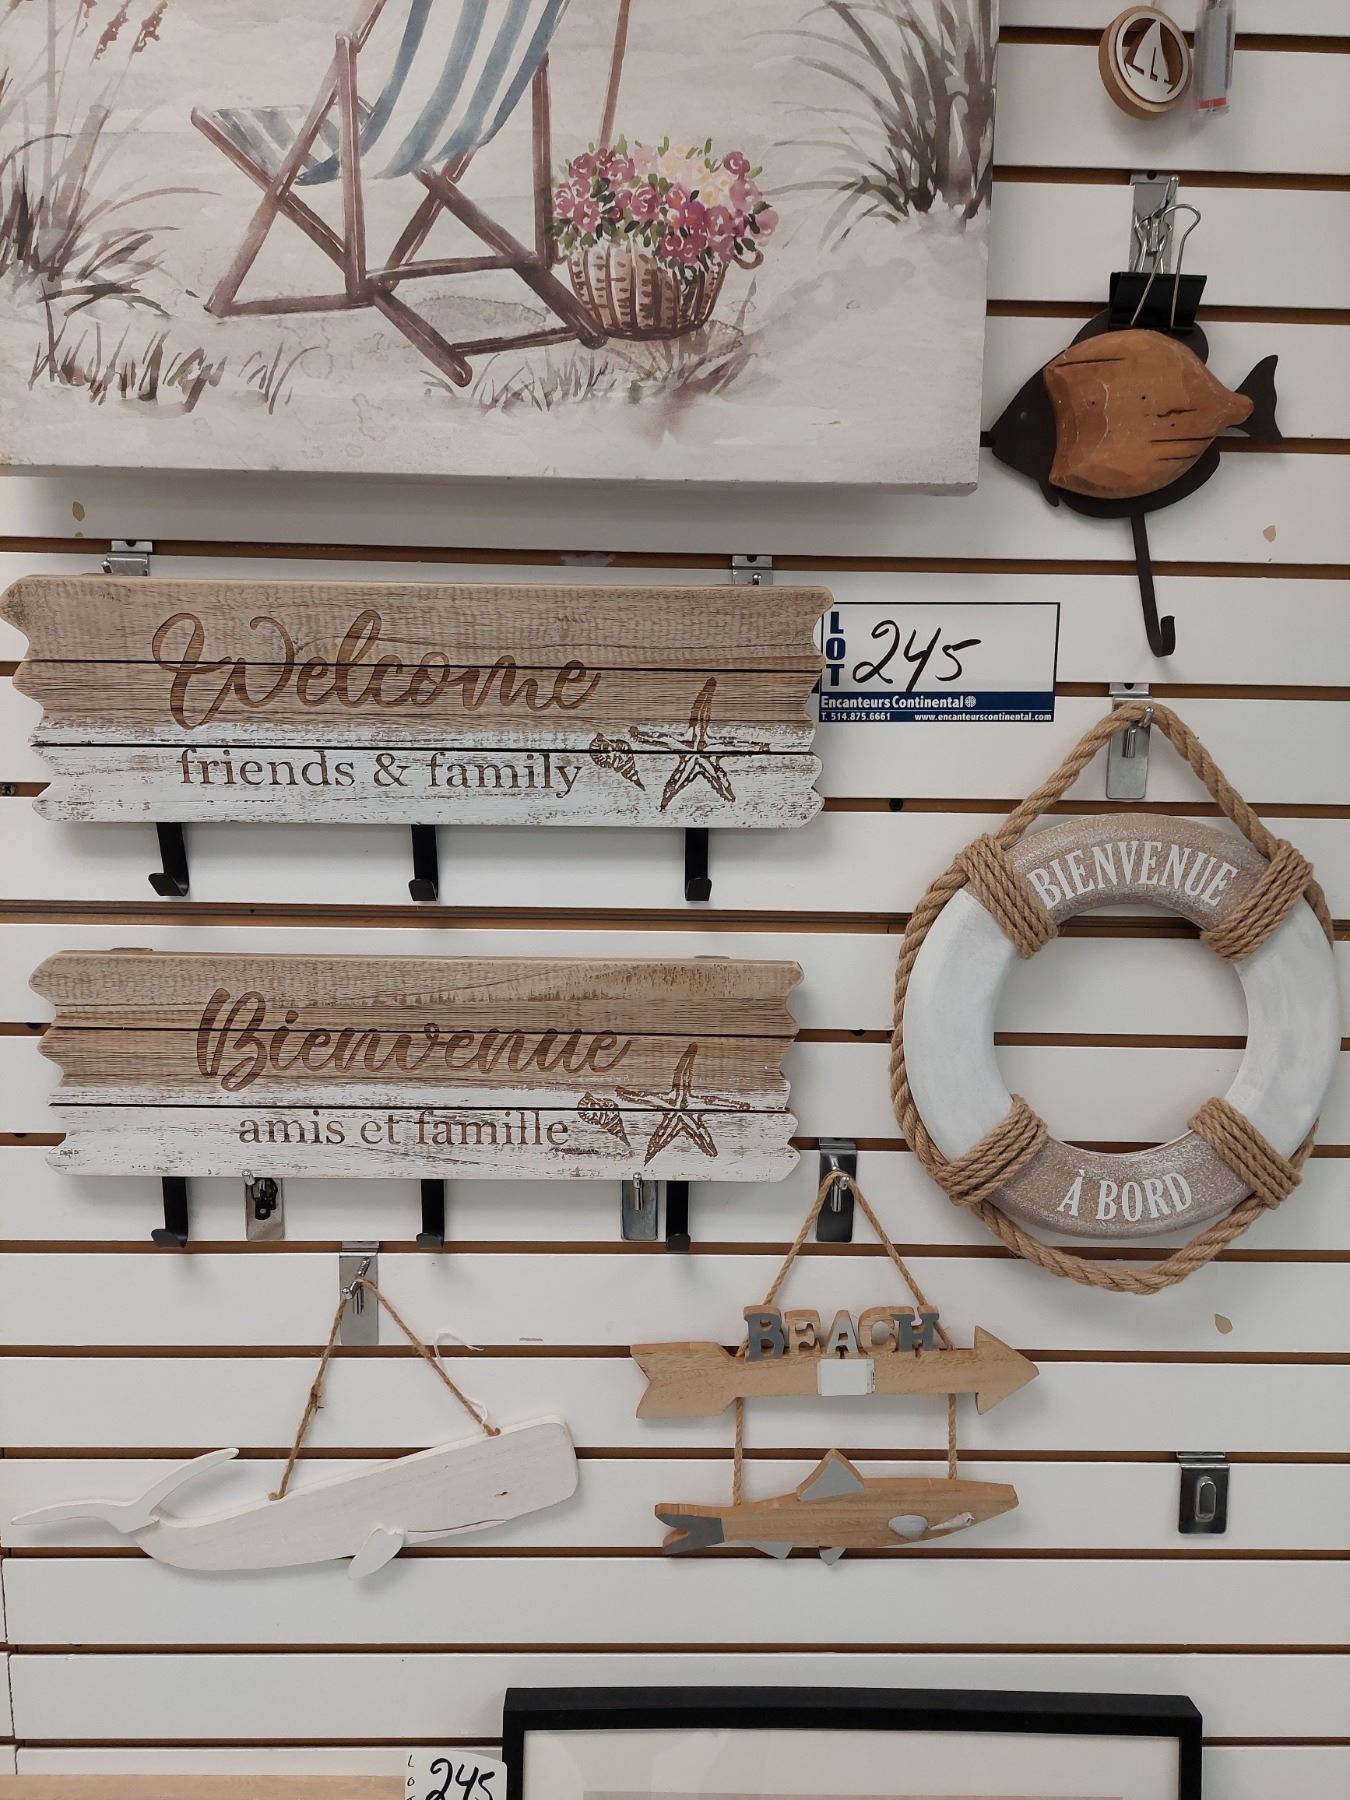 Welcome
friends & family
LOT 245
Encanteurs Continental
T. 514.875.6661 www.encanteurscontinental.com
BIENVENUE
À BORD
Bienvenue
amis et famille
BEACH
LOT 245